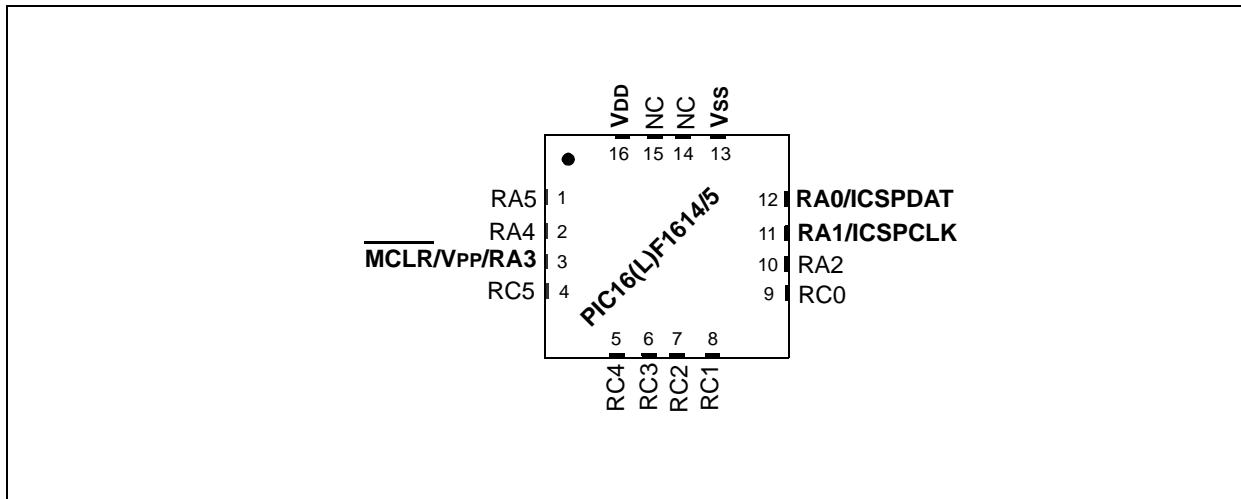 VDD NC NC VSS
16 15 14 13
RA5 1
RA4 2
MCLR/VPP/RA3 3
RC5 4
PIC16(L)F1614/5
12 RA0/ICSPDAT
11 RA1/ICSPCLK
10 RA2
9 RC0
5 6 7 8
RC4 RC3 RC2 RC1